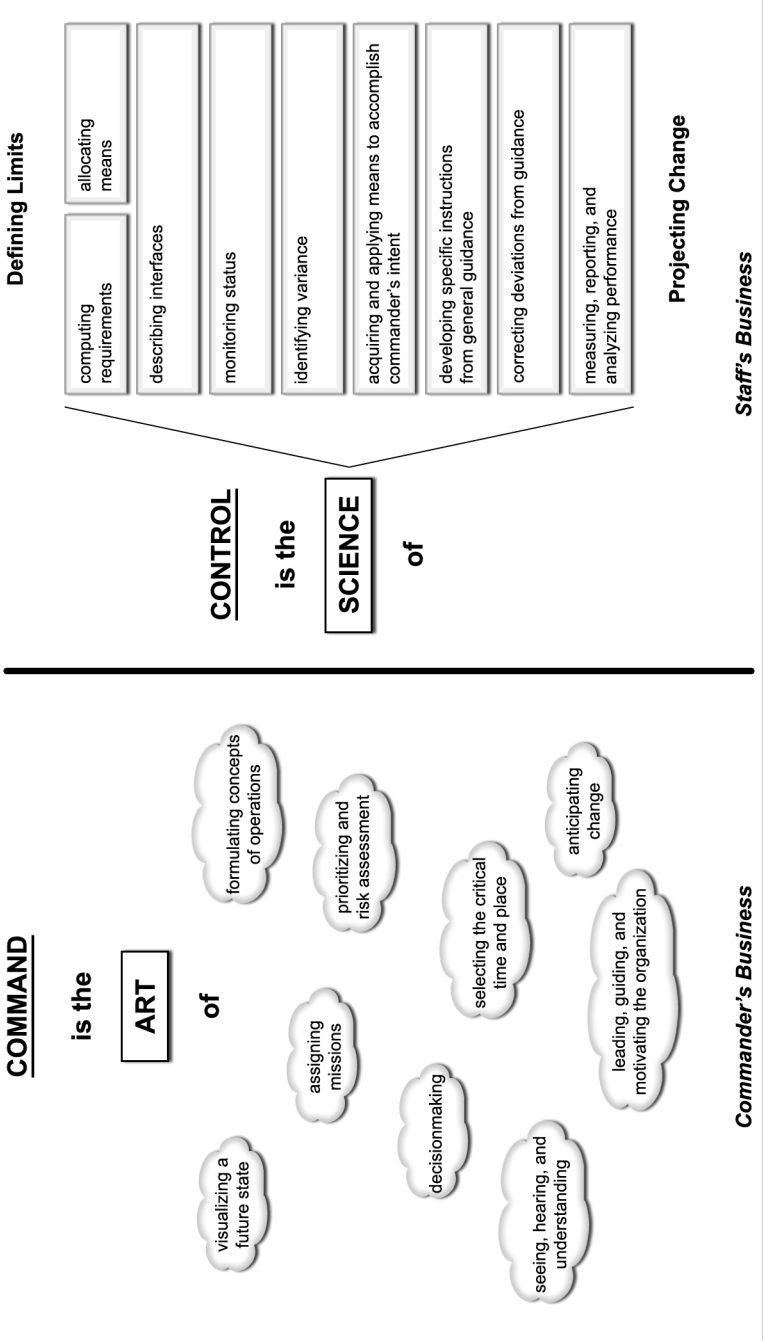 COMMAND
is the
ART
of
visualizing a
future state
formulating concepts
of operations
assigning
missions
prioritizing and
risk assessment
decisionmaking
selecting the critical
time and place
seeing, hearing, and
understanding
anticipating
change
leading, guiding, and
motivating the organization
Commander's Business
CONTROL
is the
SCIENCE
of
Defining Limits
computing
requirements
allocating
means
describing interfaces
monitoring status
identifying variance
acquiring and applying means to accomplish
commander's intent
developing specific instructions
from general guidance
correcting deviations from guidance
measuring, reporting, and
analyzing performance
Projecting Change
Staff's Business